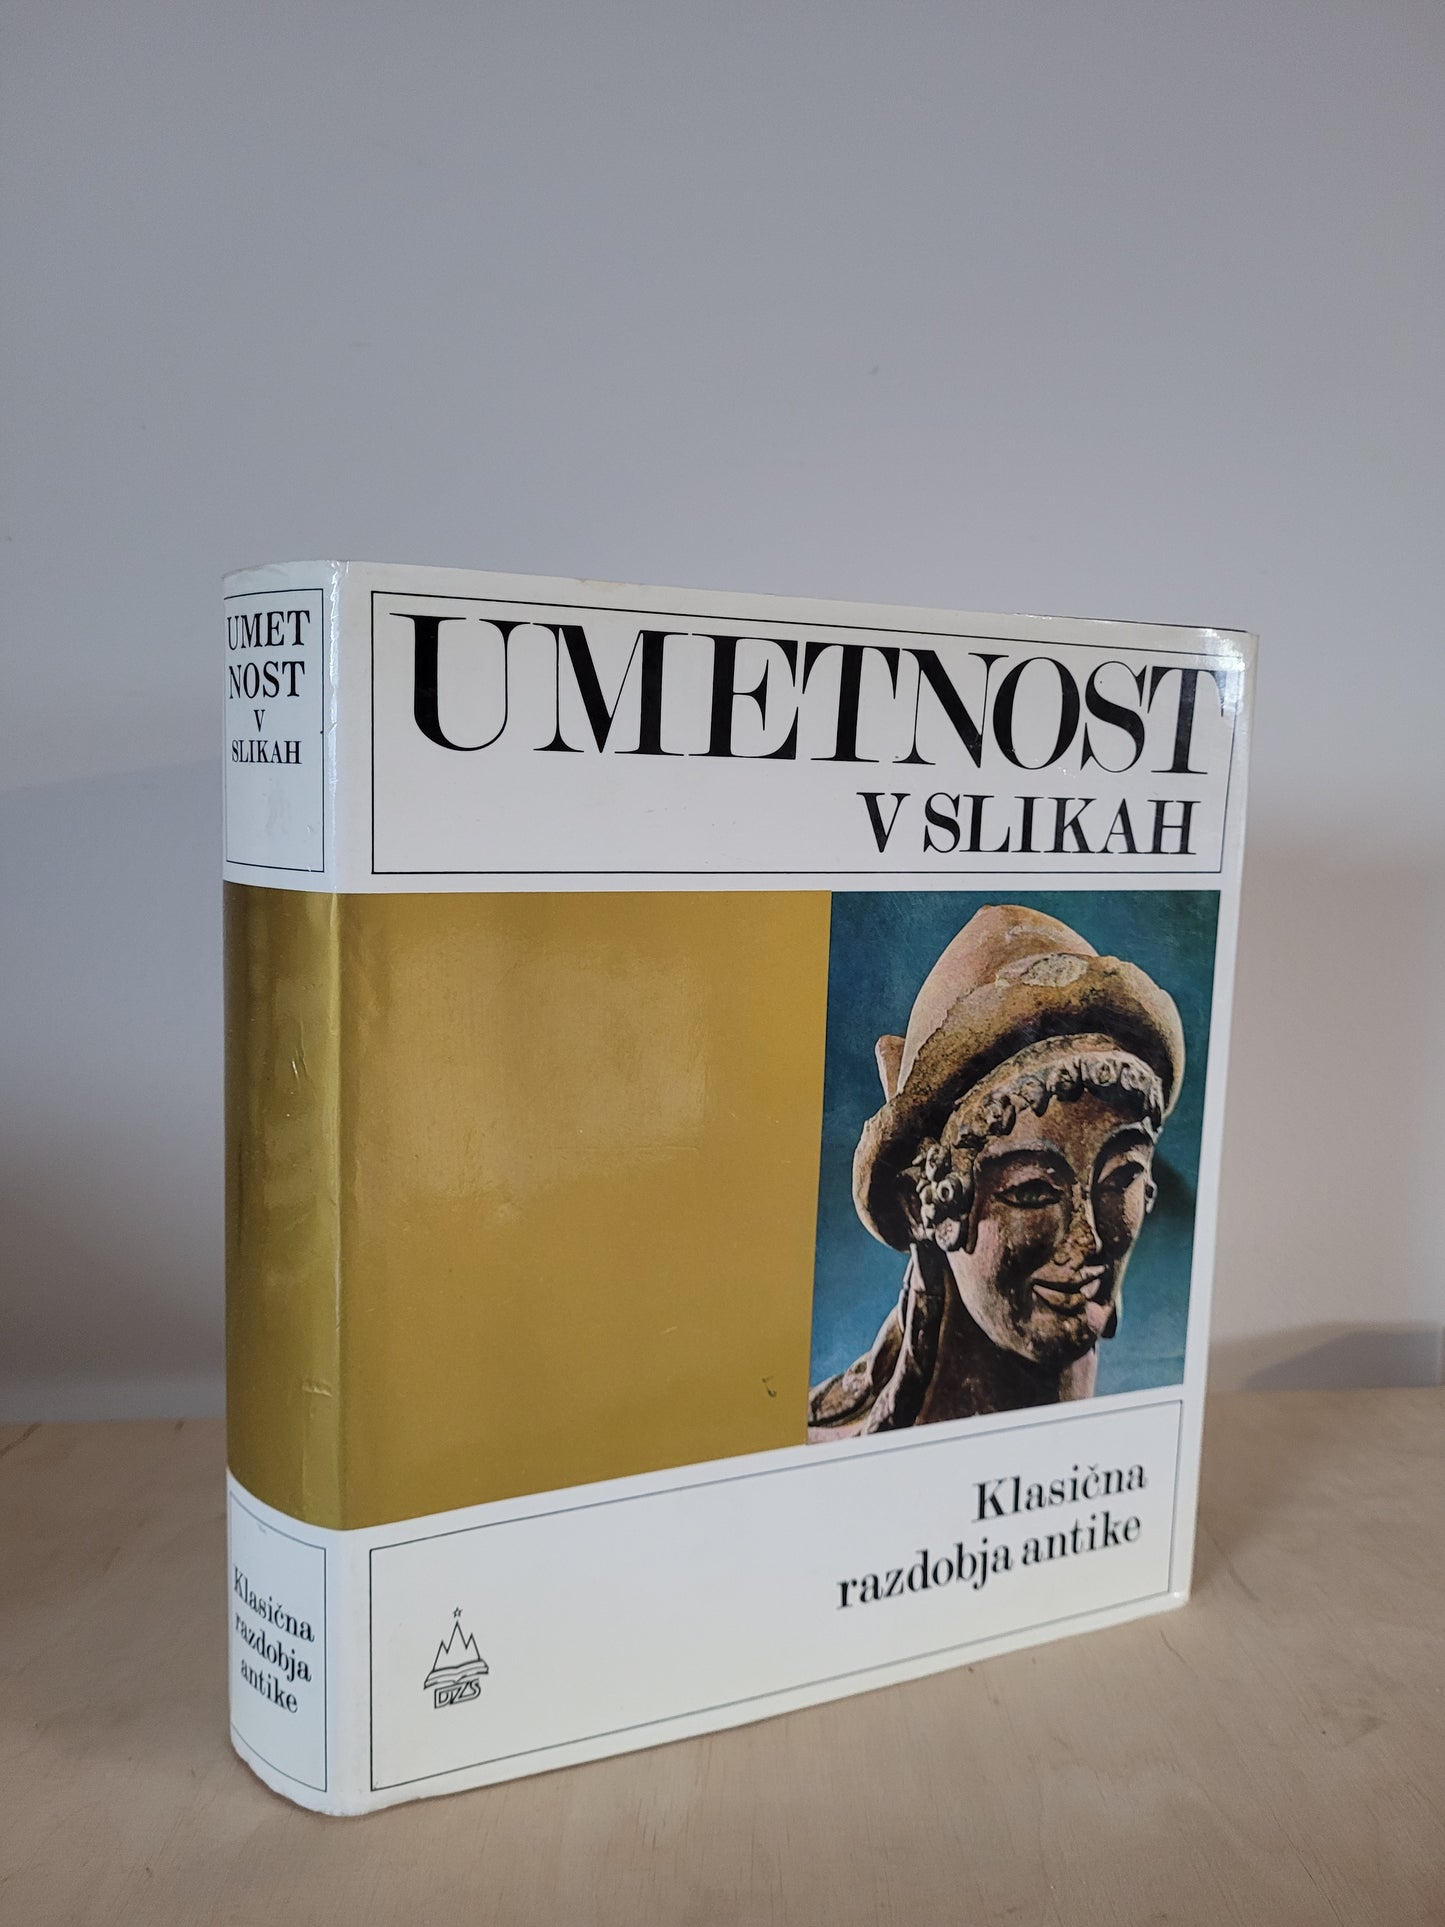 UMET
NOST
V
SLIKAH
Klasična
razdobja
antike
UMETNOST
V SLIKAH
Klasična
razdobja antike
DZS